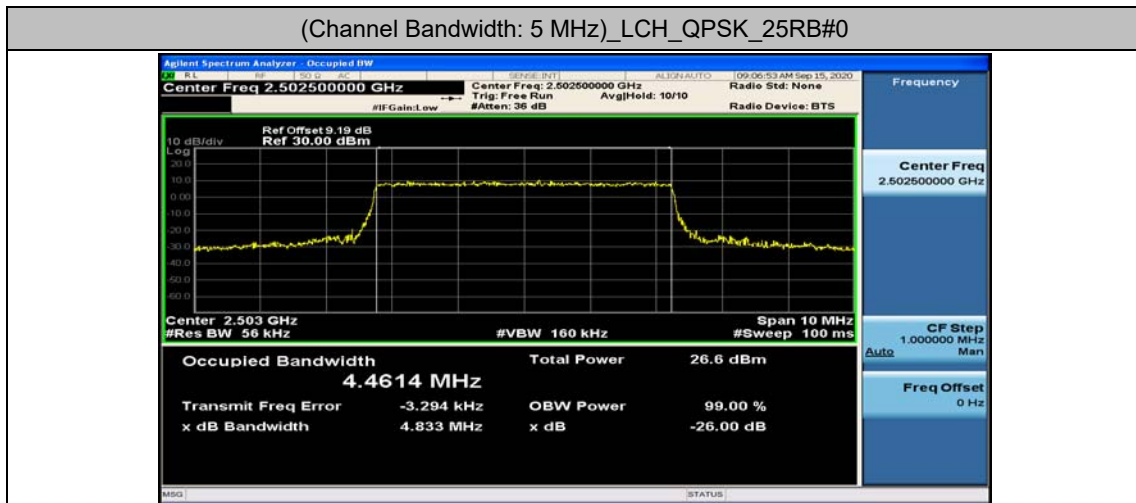 (Channel Bandwidth: 5 MHz)_LCH_QPSK_25RB#0
Agilent Spectrum Analyzer - Occupied BW
RL RF 50 Ω AC SENSE:INT ALIGN AUTO 09:06:53 AM Sep 15, 2020
Center Freq 2.502500000 GHz
Center Freq: 2.502500000 GHz
Radio Std: None
Trig: Free Run Avg|Hold: 10/10
#IFGain:Low #Atten: 36 dB Radio Device: BTS
Ref Offset 9.19 dB
10 dB/div Ref 30.00 dBm
Log
20.0
10.0
0.00
-10.0
-20.0
-30.0
-40.0
-50.0
-60.0
Center 2.503 GHz Span 10 MHz
#Res BW 56 kHz #VBW 160 kHz #Sweep 100 ms
Occupied Bandwidth Total Power 26.6 dBm
4.4614 MHz
Transmit Freq Error -3.294 kHz OBW Power 99.00 %
x dB Bandwidth 4.833 MHz x dB -26.00 dB
MSG STATUS
Frequency
Center Freq
2.502500000 GHz
CF Step
1.000000 MHz
Auto Man
Freq Offset
0 Hz